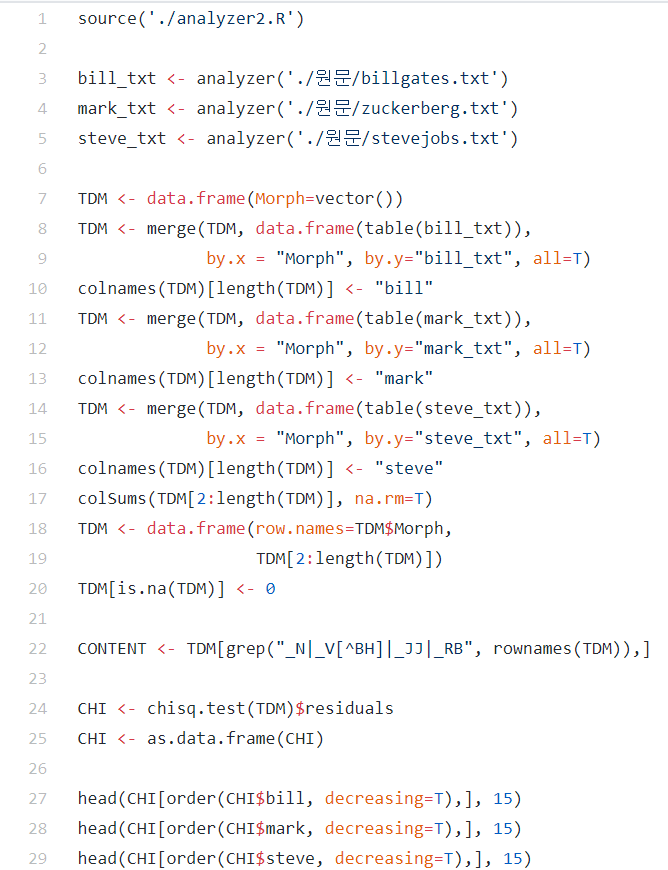 1 source('./analyzer2.R')
2
3 bill_txt <- analyzer('./원문/billgates.txt')
4 mark_txt <- analyzer('./원문/zuckerberg.txt')
5 steve_txt <- analyzer('./원문/stevejobs.txt')
6
7 TDM <- data.frame(Morph=vector())
8 TDM <- merge(TDM, data.frame(table(bill_txt)),
9              by.x = "Morph", by.y="bill_txt", all=T)
10 colnames(TDM)[length(TDM)] <- "bill"
11 TDM <- merge(TDM, data.frame(table(mark_txt)),
12              by.x = "Morph", by.y="mark_txt", all=T)
13 colnames(TDM)[length(TDM)] <- "mark"
14 TDM <- merge(TDM, data.frame(table(steve_txt)),
15              by.x = "Morph", by.y="steve_txt", all=T)
16 colnames(TDM)[length(TDM)] <- "steve"
17 colSums(TDM[2:length(TDM)], na.rm=T)
18 TDM <- data.frame(row.names=TDM$Morph,
19                   TDM[2:length(TDM)])
20 TDM[is.na(TDM)] <- 0
21
22 CONTENT <- TDM[grep("_N|_V[^BH]|_JJ|_RB", rownames(TDM)),]
23
24 CHI <- chisq.test(TDM)$residuals
25 CHI <- as.data.frame(CHI)
26
27 head(CHI[order(CHI$bill, decreasing=T),], 15)
28 head(CHI[order(CHI$mark, decreasing=T),], 15)
29 head(CHI[order(CHI$steve, decreasing=T),], 15)